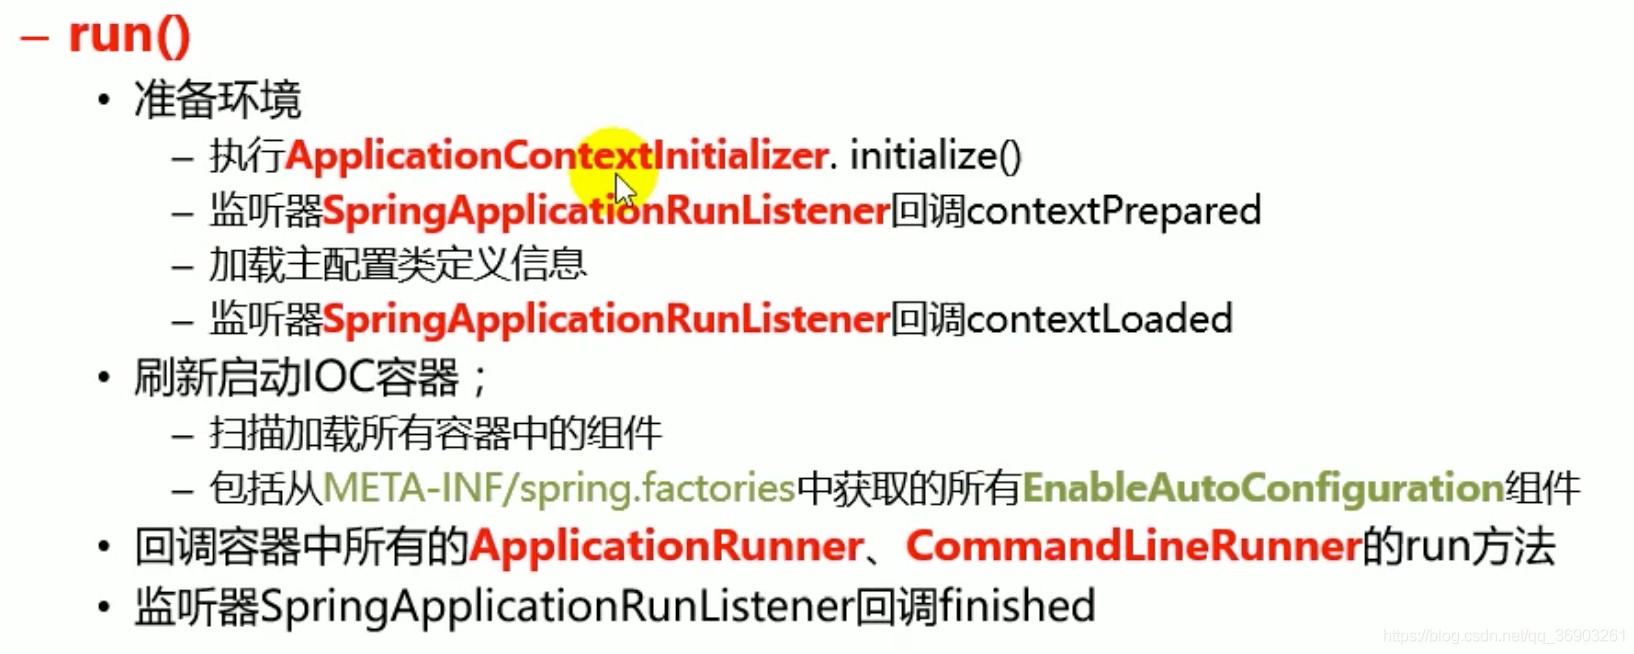 – run()
• 准备环境
– 执行ApplicationContextInitializer. initialize()
– 监听器SpringApplicationRunListener回调contextPrepared
– 加载主配置类定义信息
– 监听器SpringApplicationRunListener回调contextLoaded
• 刷新启动IOC容器；
– 扫描加载所有容器中的组件
– 包括从META-INF/spring.factories中获取的所有EnableAutoConfiguration组件
• 回调容器中所有的ApplicationRunner、CommandLineRunner的run方法
• 监听器SpringApplicationRunListener回调finished
https://blog.csdn.net/qq_36903261